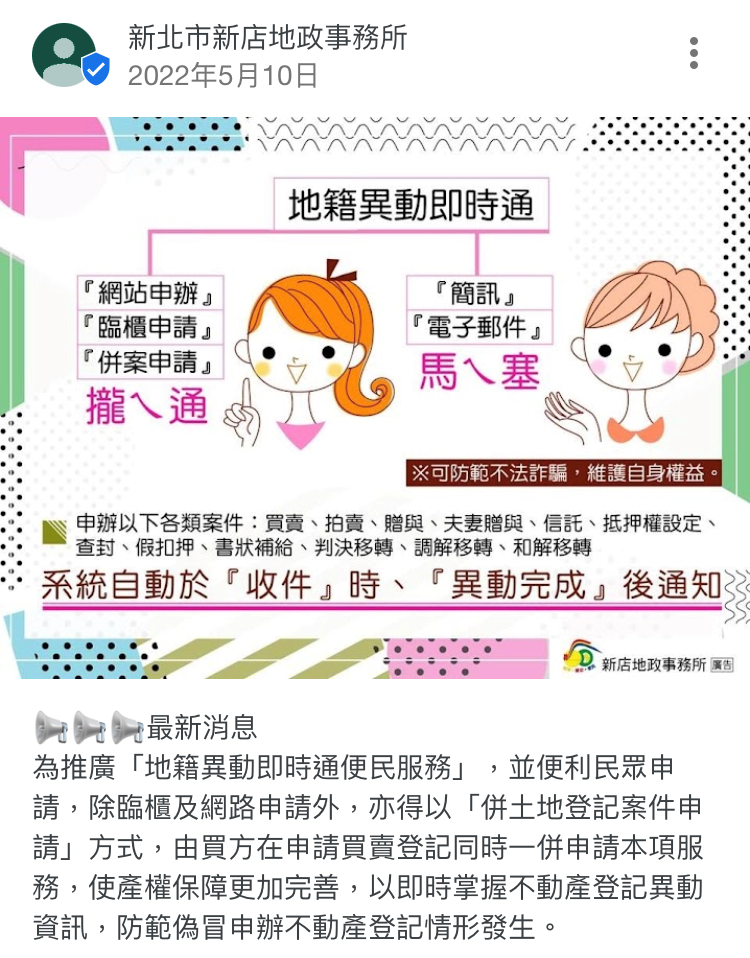 新北市新店地政事務所
2022年5月10日
地籍異動即時通
『網站申辦』
『臨櫃申請』
『併案申請』
攏ㄟ通
『簡訊』
『電子郵件』
馬ㄟ塞
※可防範不法詐騙，維護自身權益。
申辦以下各類案件：買賣、拍賣、贈與、夫妻贈與、信託、抵押權設定、
查封、假扣押、書狀補給、判決移轉、調解移轉、和解移轉
系統自動於『收件』時、『異動完成』後通知
新店地政事務所 廣告
📢📢📢最新消息
為推廣「地籍異動即時通便民服務」，並便利民眾申
請，除臨櫃及網路申請外，亦得以「併土地登記案件申
請」方式，由買方在申請買賣登記同時一併申請本項服
務，使產權保障更加完善，以即時掌握不動產登記異動
資訊，防範偽冒申辦不動產登記情形發生。